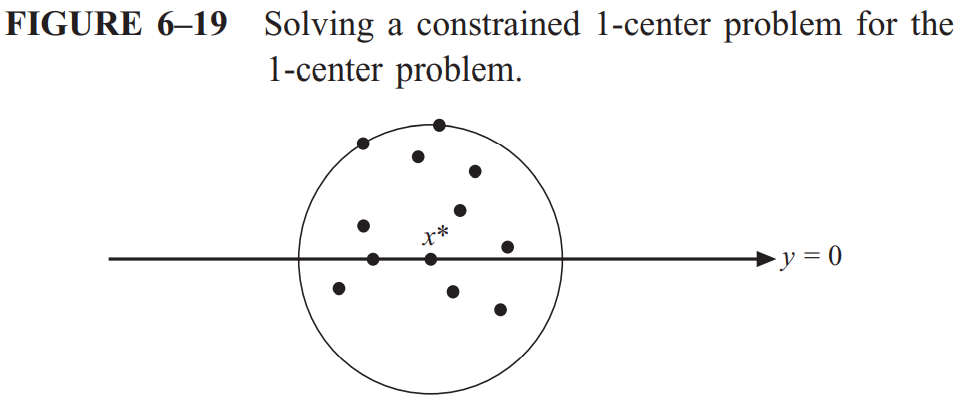 FIGURE 6–19 Solving a constrained 1-center problem for the
1-center problem.
x*
y = 0